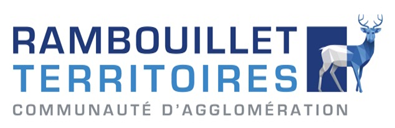 RAMBOUILLET
TERRITOIRES
COMMUNAUTÉ D'AGGLOMÉRATION